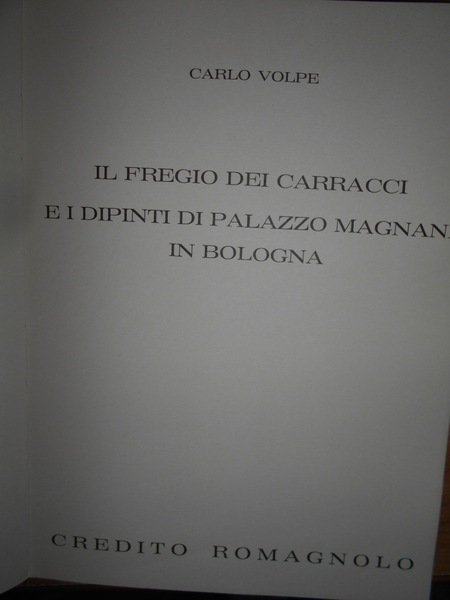 CARLO VOLPE
IL FREGIO DEI CARRACCI
E I DIPINTI DI PALAZZO MAGNANI
IN BOLOGNA
CREDITO ROMAGNOLO